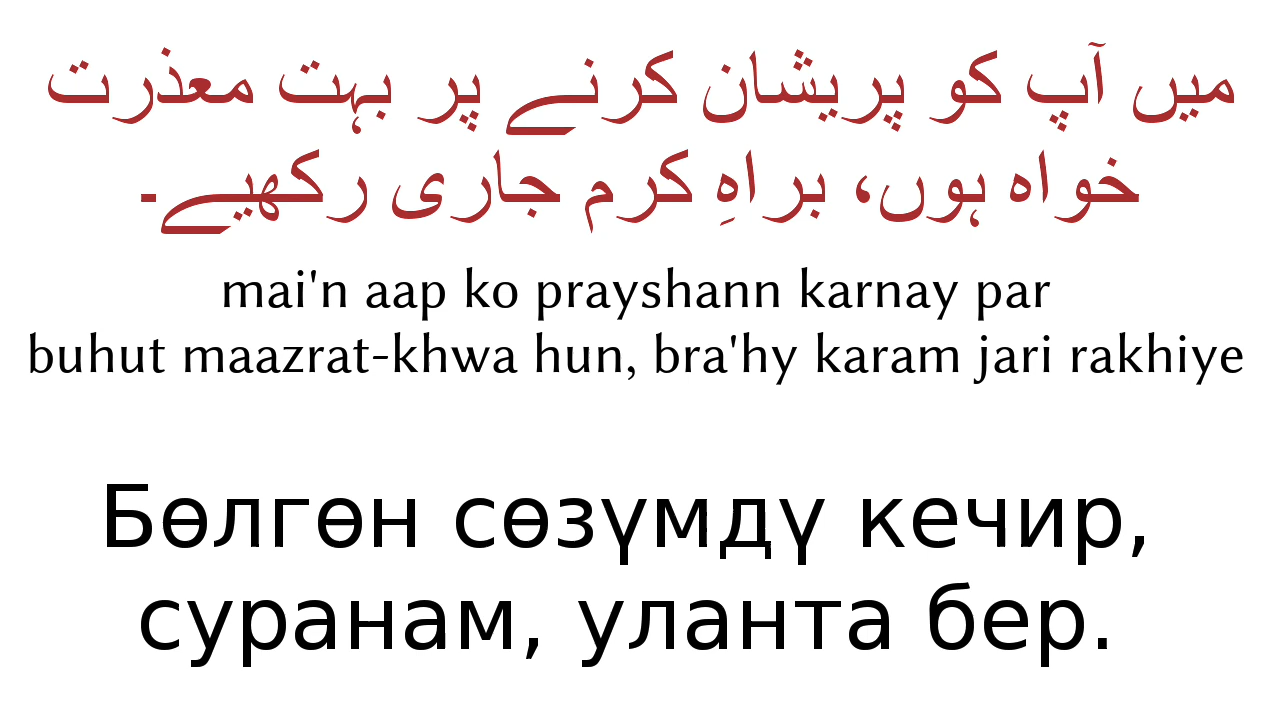 میں آپ کو پریشان کرنے پر بہت معذرت
خواہ ہوں، براہِ کرم جاری رکھیے۔
mai'n aap ko prayshann karnay par
buhut maazrat-khwa hun, bra'hy karam jari rakhiye
Бөлгөн сөзүмдү кечир,
суранам, уланта бер.